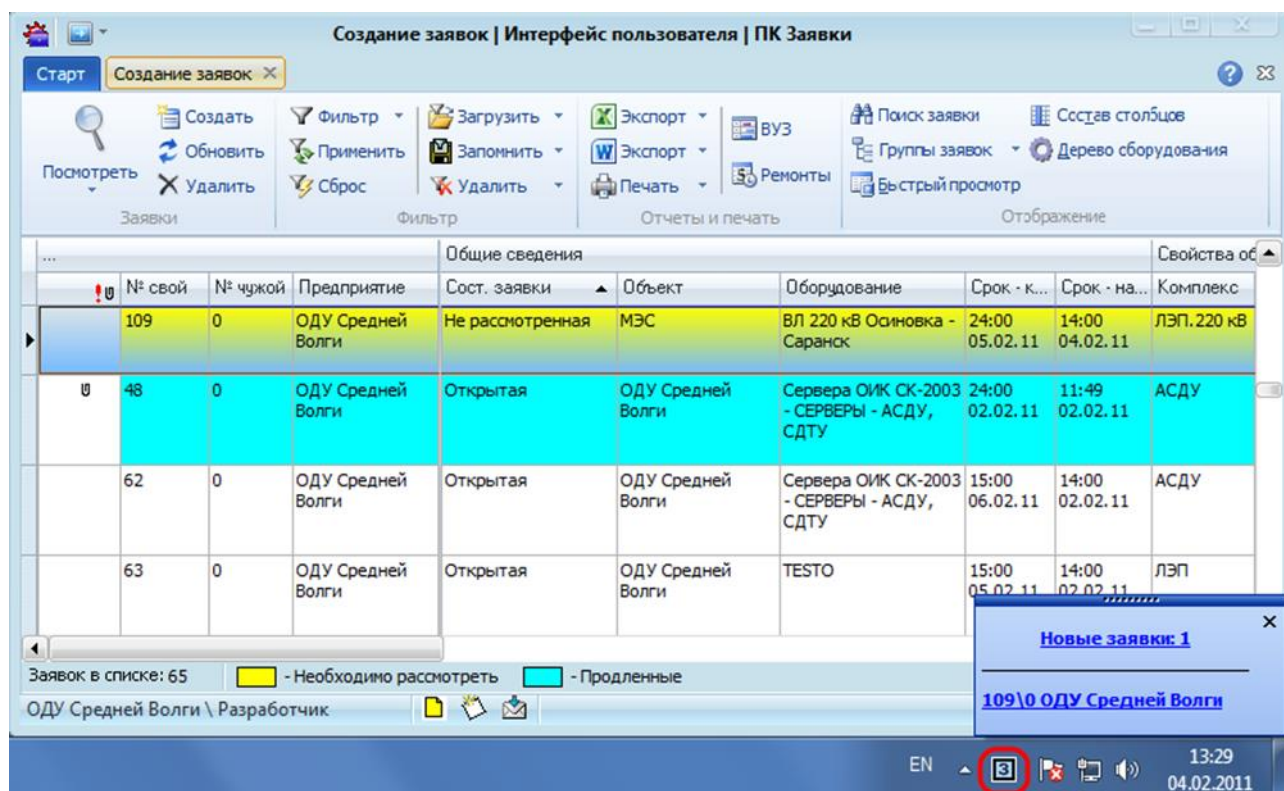 Создание заявок | Интерфейс пользователя | ПК Заявки
Старт Создание заявок
Посмотреть
Создать
Обновить
Удалить
Заявки
Фильтр
Применить
Сброс
Загрузить
Запомнить
Удалить
Фильтр
Экспорт
Экспорт
Печать
ВУЗ
Ремонты
Отчеты и печать
Поиск заявки
Группы заявок
Быстрый просмотр
Состав столбцов
Дерево оборудования
Отображение
... Общие сведения Свойства об
№ свой № чужой Предприятие Сост. заявки Объект Оборудование Срок - к... Срок - на... Комплекс
109 0 ОДУ Средней Не рассмотренная МЭС ВЛ 220 кВ Осиновка - 24:00 14:00 ЛЭП.220 кВ
Волги Саранск 05.02.11 04.02.11
48 0 ОДУ Средней Открытая ОДУ Средней Сервера ОИК СК-2003 24:00 11:49 АСДУ
Волги Волги - СЕРВЕРЫ - АСДУ, 02.02.11 02.02.11
СДТУ
62 0 ОДУ Средней Открытая ОДУ Средней Сервера ОИК СК-2003 15:00 14:00 АСДУ
Волги Волги - СЕРВЕРЫ - АСДУ, 06.02.11 02.02.11
СДТУ
63 0 ОДУ Средней Открытая ОДУ Средней TESTO 15:00 14:00 ЛЭП
Волги Волги 05.02.11 02.02.11
Новые заявки: 1
109\0 ОДУ Средней Волги
Заявок в списке: 65 - Необходимо рассмотреть - Продленные
ОДУ Средней Волги \ Разработчик
EN З 13:29
04.02.2011